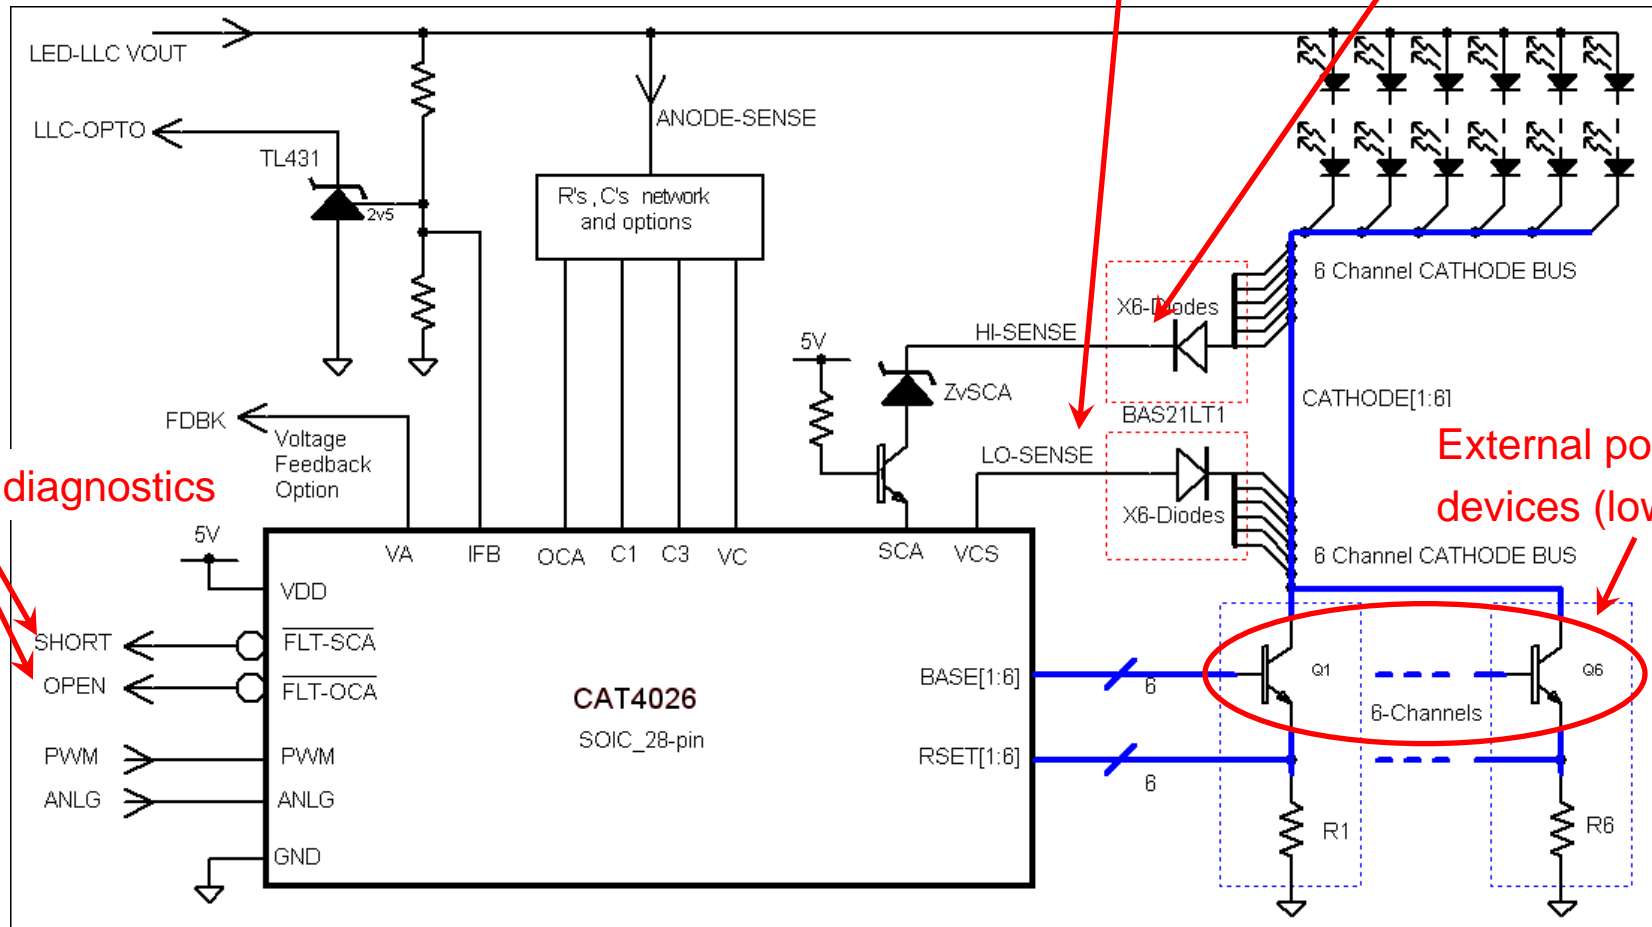 LED-LLC VOUT
LLC-OPTO
TL431
2v5
ANODE-SENSE
R's , C's network
and options
6 Channel CATHODE BUS
X6-Diodes
HI-SENSE
5V
ZvSCA
BAS21LT1
CATHODE[1:6]
FDBK
Voltage
Feedback
Option
LO-SENSE
X6-Diodes
External po
devices (low
diagnostics
5V
6 Channel CATHODE BUS
VA
IFB
OCA
C1
C3
VC
SCA
VCS
VDD
SHORT
FLT-SCA
OPEN
FLT-OCA
BASE[1:6]
6
Q1
Q6
CAT4026
SOIC_28-pin
6-Channels
PWM
PWM
RSET[1:6]
6
ANLG
ANLG
R1
R6
GND